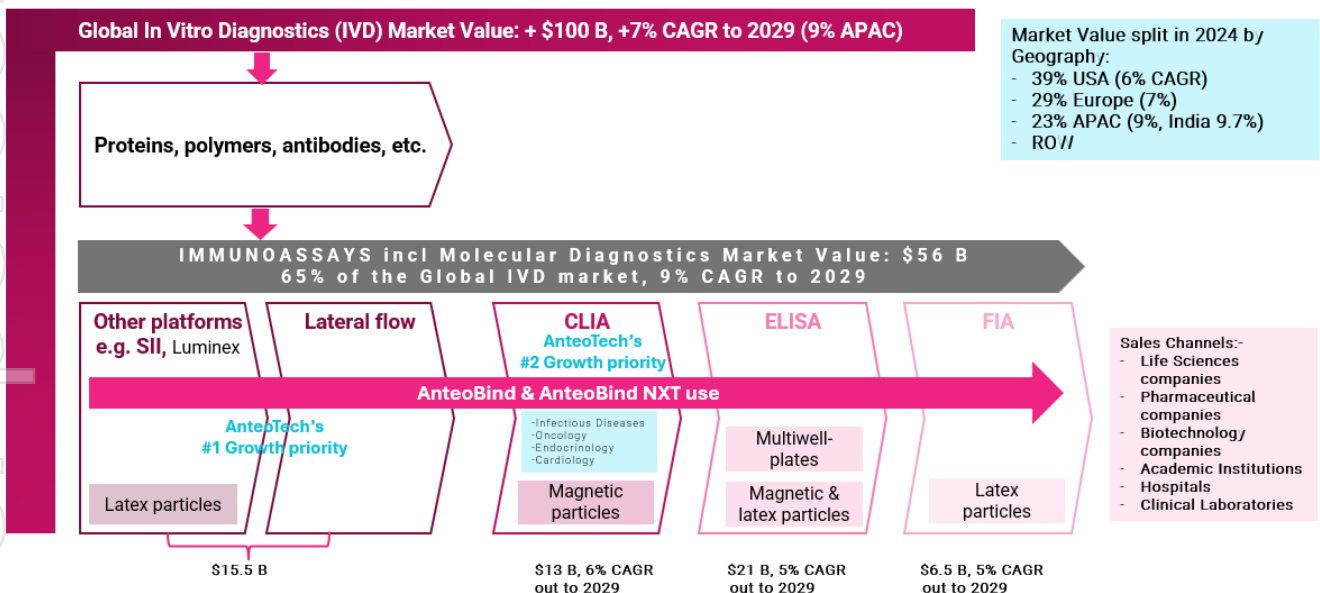 Global In Vitro Diagnostics (IVD) Market Value: + $100 B, +7% CAGR to 2029 (9% APAC)
Market Value split in 2024 by
Geography:
- 39% USA (6% CAGR)
- 29% Europe (7%)
- 23% APAC (9%, India 9.7%)
- ROW
Proteins, polymers, antibodies, etc.
IMMUNOASSAYS incl Molecular Diagnostics Market Value: $56 B
65% of the Global IVD market, 9% CAGR to 2029
Other platforms
e.g. SII, Luminex
Lateral flow
CLIA
AnteoTech's
#2 Growth priority
ELISA
FIA
AnteoBind & AnteoBind NXT use
AnteoTech's
#1 Growth priority
Latex particles
-Infectious Diseases
-Oncology
-Endocrinology
-Cardiology
Magnetic
particles
Multiwell-
plates
Magnetic &
latex particles
Latex
particles
Sales Channels:-
- Life Sciences
companies
- Pharmaceutical
companies
- Biotechnology
companies
- Academic Institutions
- Hospitals
- Clinical Laboratories
$15.5 B
$13 B, 6% CAGR
out to 2029
$21 B, 5% CAGR
out to 2029
$6.5 B, 5% CAGR
out to 2029